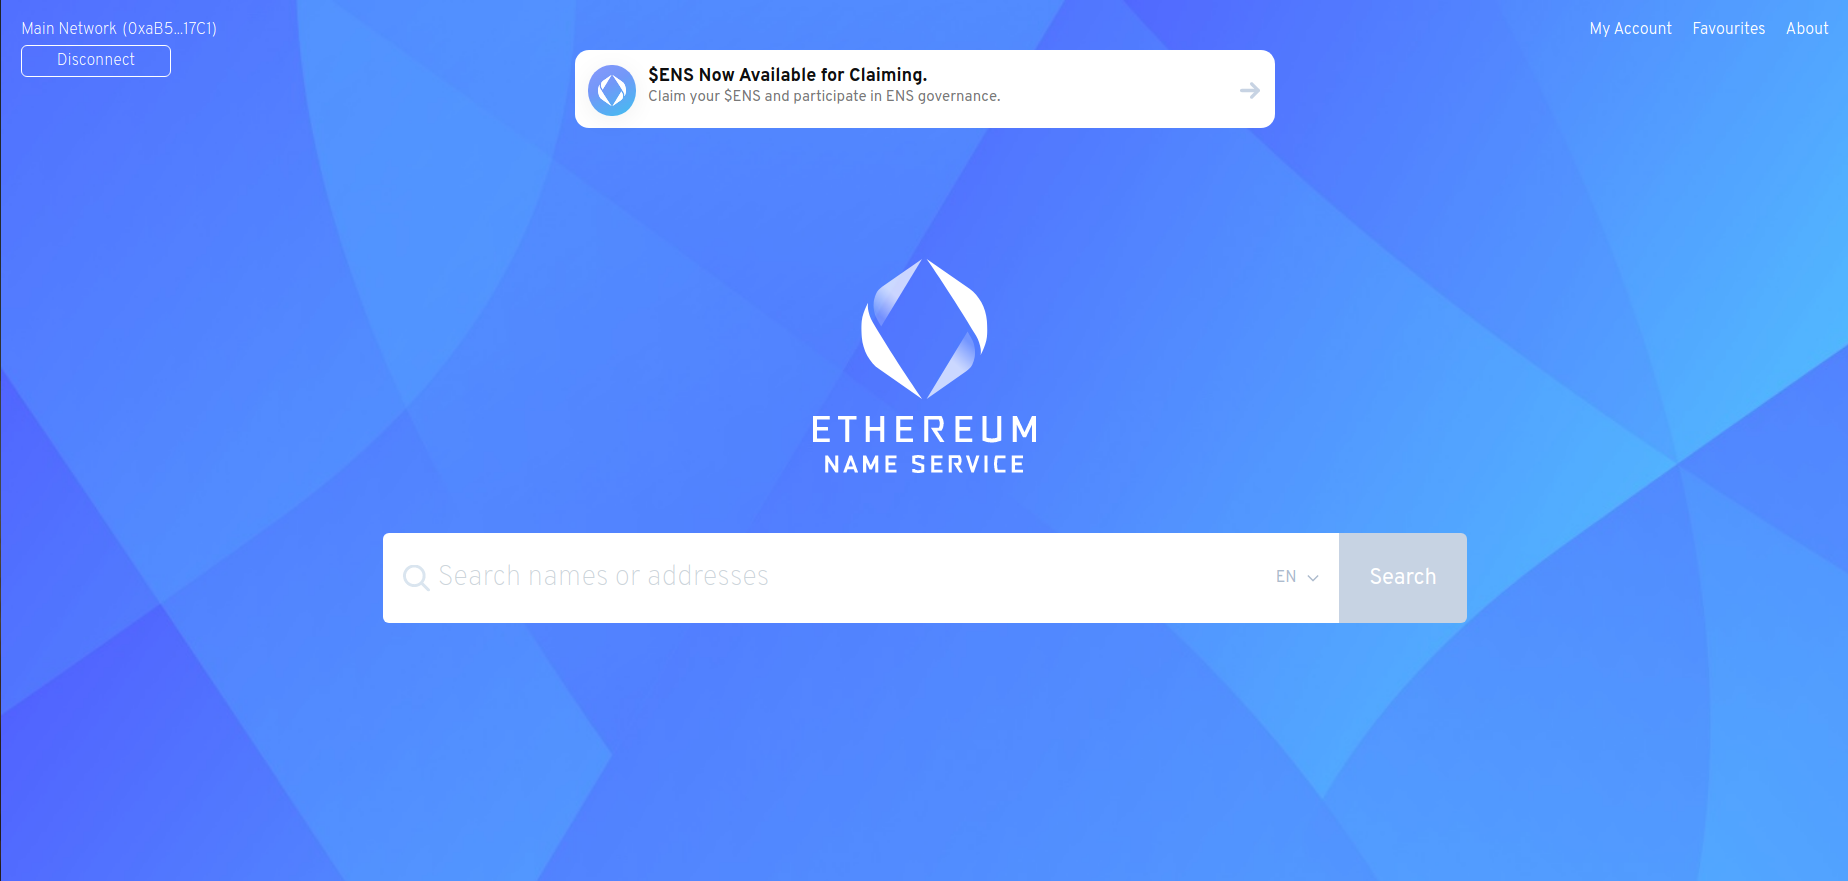 Main Network (0xaB5...17C1)
Disconnect
My Account Favourites About
$ENS Now Available for Claiming.
Claim your $ENS and participate in ENS governance.
ETHEREUM
NAME SERVICE
Search names or addresses EN Search